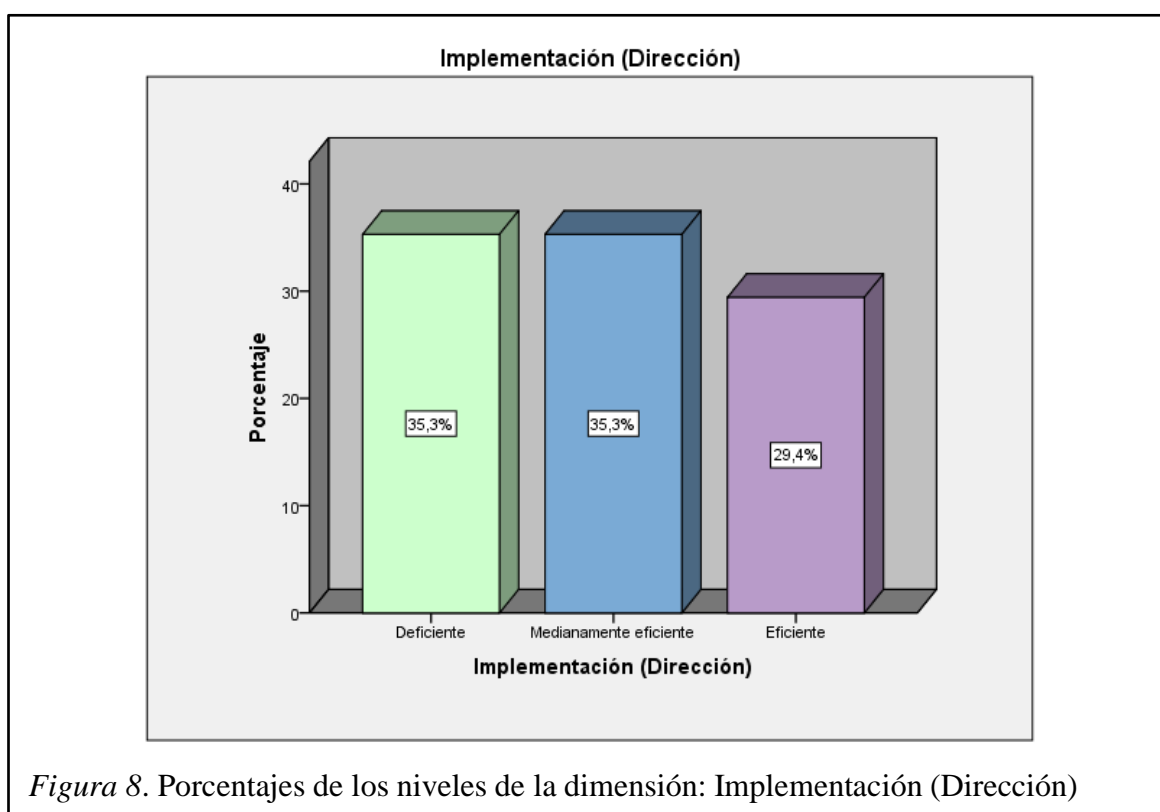 Implementación (Dirección)
Porcentaje
40
30
20
10
0
35,3%
35,3%
29,4%
Deficiente
Medianamente eficiente
Eficiente
Implementación (Dirección)
Figura 8. Porcentajes de los niveles de la dimensión: Implementación (Dirección)